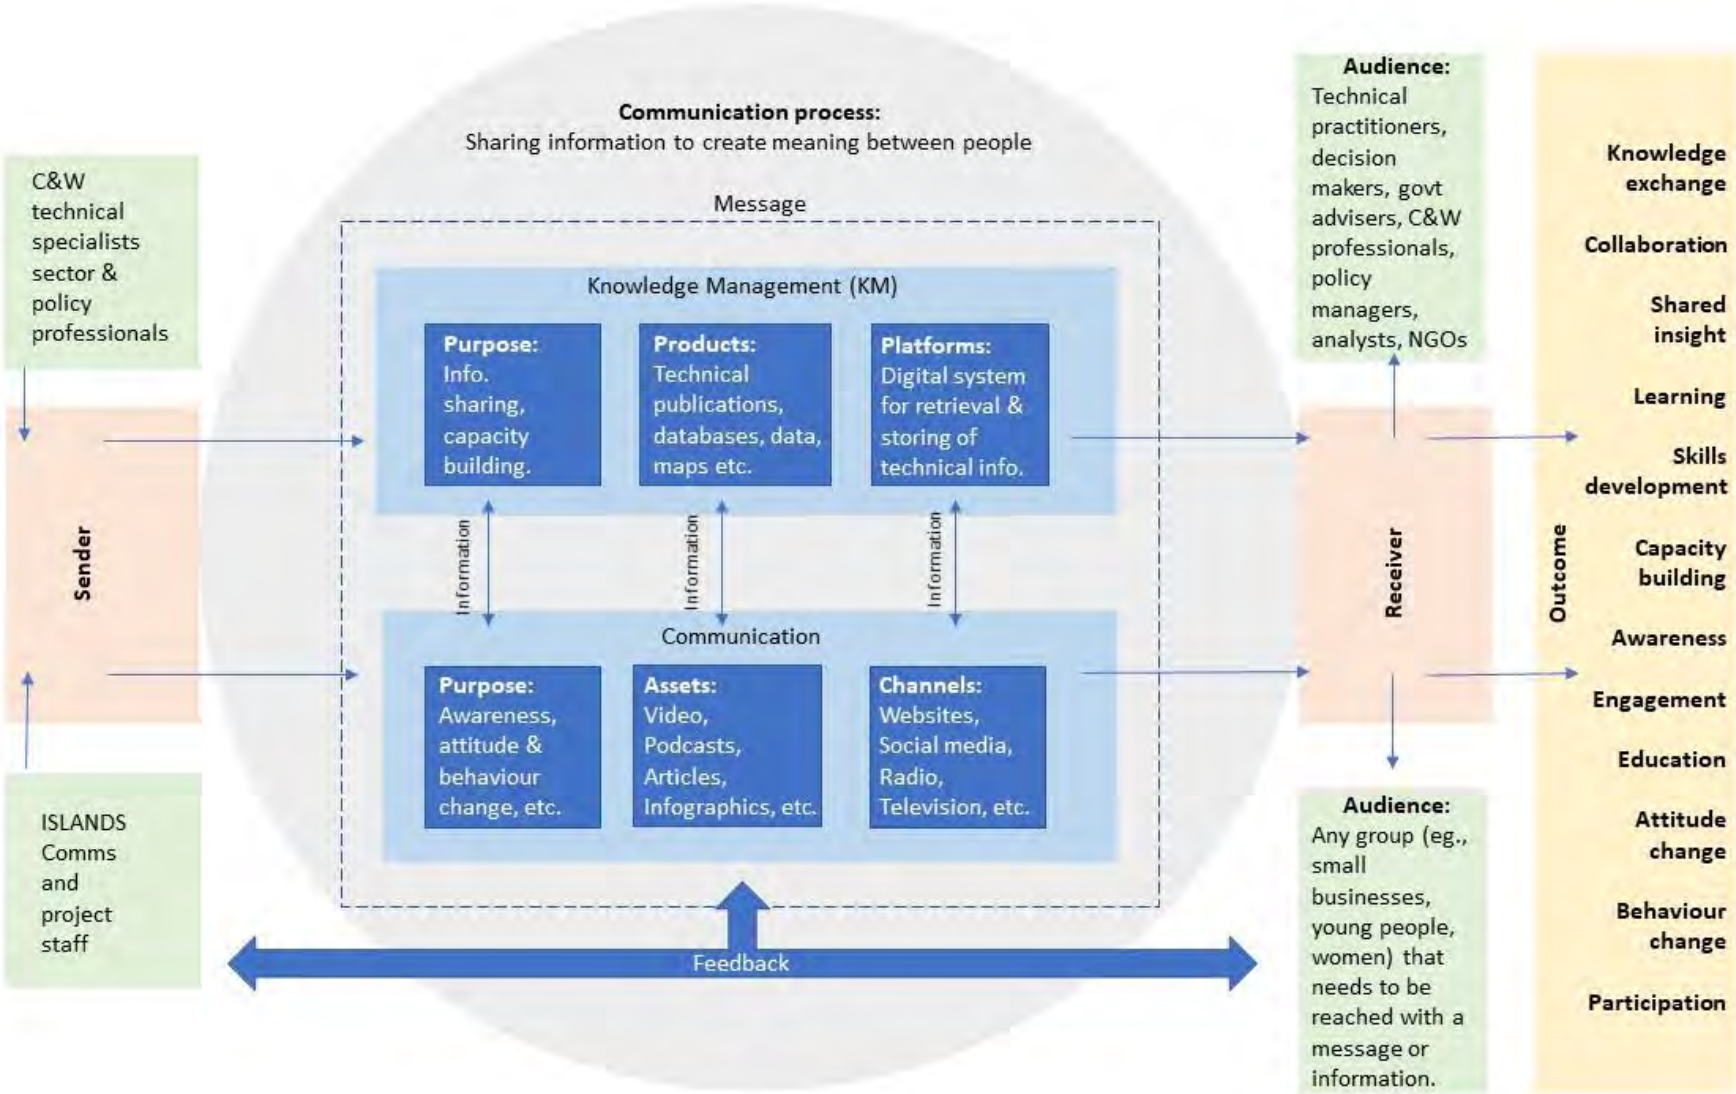 Communication process:
Sharing information to create meaning between people
C&W
technical
specialists
sector &
policy
professionals
Sender
ISLANDS
Comms
and
project
staff
Message
Knowledge Management (KM)
Purpose:
Info.
sharing,
capacity
building.
Products:
Technical
publications,
databases, data,
maps etc.
Platforms:
Digital system
for retrieval &
storing of
technical info.
Information
Information
Information
Communication
Purpose:
Awareness,
attitude &
behaviour
change, etc.
Assets:
Video,
Podcasts,
Articles,
Infographics, etc.
Channels:
Websites,
Social media,
Radio,
Television, etc.
Feedback
Audience:
Technical
practitioners,
decision
makers, govt
advisers, C&W
professionals,
policy
managers,
analysts, NGOs
Receiver
Audience:
Any group (eg.,
small
businesses,
young people,
women) that
needs to be
reached with a
message or
information.
Outcome
Knowledge
exchange
Collaboration
Shared
insight
Learning
Skills
development
Capacity
building
Awareness
Engagement
Education
Attitude
change
Behaviour
change
Participation